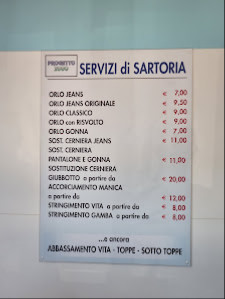 PROGETTO
SERVIZI di SARTORIA
ORLO JEANS € 7,00
ORLO JEANS ORIGINALE € 9,50
ORLO CLASSICO € 9,00
ORLO con RISVOLTO € 9,00
ORLO GONNA € 7,00
SOST. CERNIERA JEANS € 11,00
SOST. CERNIERA
PANTALONE E GONNA € 11,00
SOSTITUZIONE CERNIERA
GIUBBOTTO a partire da € 20,00
ACCORCIAMENTO MANICA
a partire da € 13,00
STRINGIMENTO VITA a partire da € 8,00
STRINGIMENTO GAMBA a partire da € 8,00
...e ancora
ABBASSAMENTO VITA - TOPPE - SOTTO TOPPE